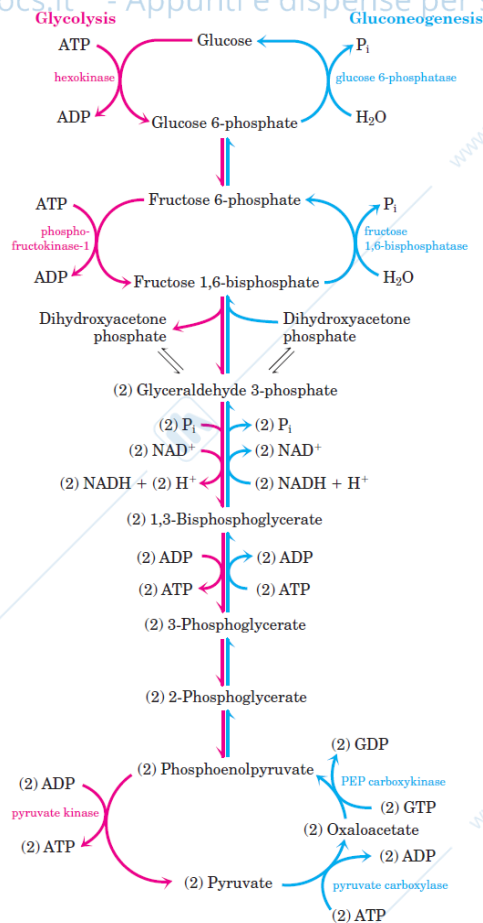 ocs.it - Appunti e dispense per s
Glycolysis
Gluconeogenesis
ATP
Glucose
Pi
hexokinase
glucose 6-phosphatase
ADP
Glucose 6-phosphate
H2O
www
ATP
Fructose 6-phosphate
Pi
phospho-
fructokinase-1
fructose
1,6-bisphosphatase
ADP
Fructose 1,6-bisphosphate
H2O
Dihydroxyacetone
phosphate
Dihydroxyacetone
phosphate
(2) Glyceraldehyde 3-phosphate
(2) Pi
(2) Pi
(2) NAD+
(2) NAD+
(2) NADH + (2) H+
(2) NADH + H+
(2) 1,3-Bisphosphoglycerate
(2) ADP
(2) ADP
(2) ATP
(2) ATP
(2) 3-Phosphoglycerate
(2) 2-Phosphoglycerate
(2) GDP
(2) Phosphoenolpyruvate
(2) ADP
PEP carboxykinase
pyruvate kinase
(2) GTP
(2) Oxaloacetate
(2) ATP
(2) ADP
(2) Pyruvate
pyruvate carboxylase
(2) ATP